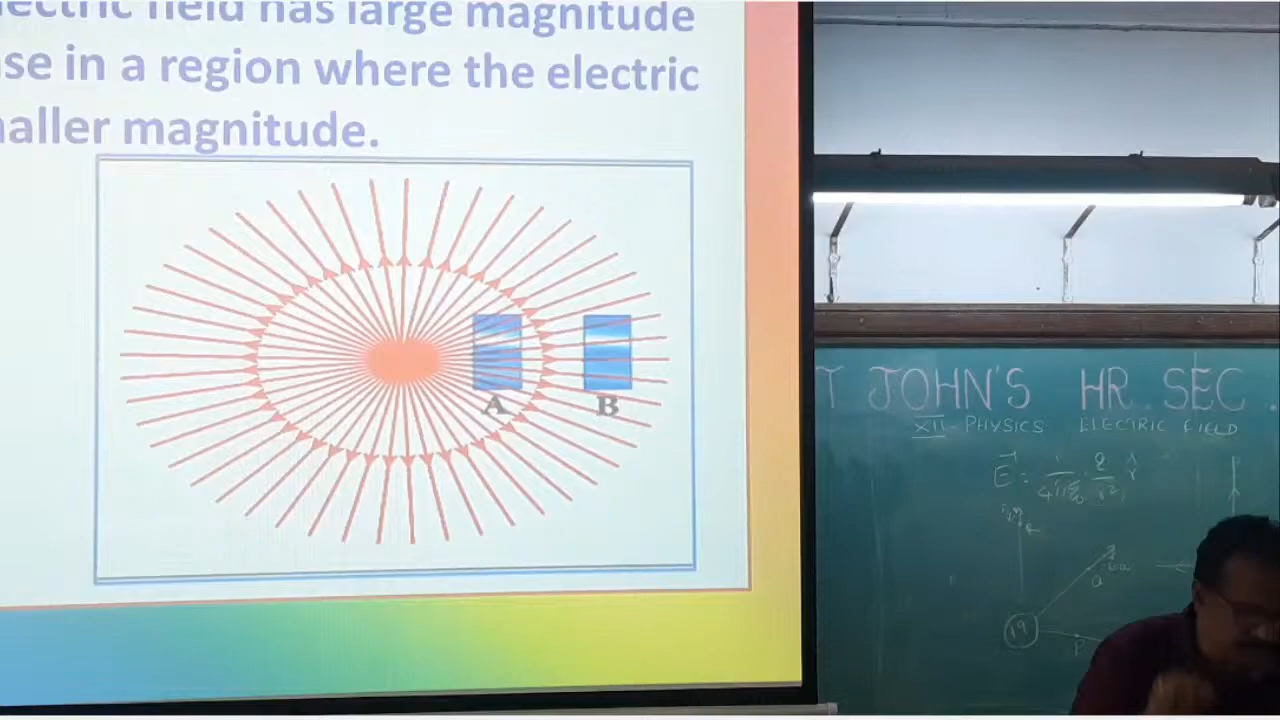 ectric field has large magnitude
se in a region where the electric
aller magnitude.
A
B
T JOHN'S HR. SEC.
XII - PHYSICS ELECTRIC FIELD
19
P